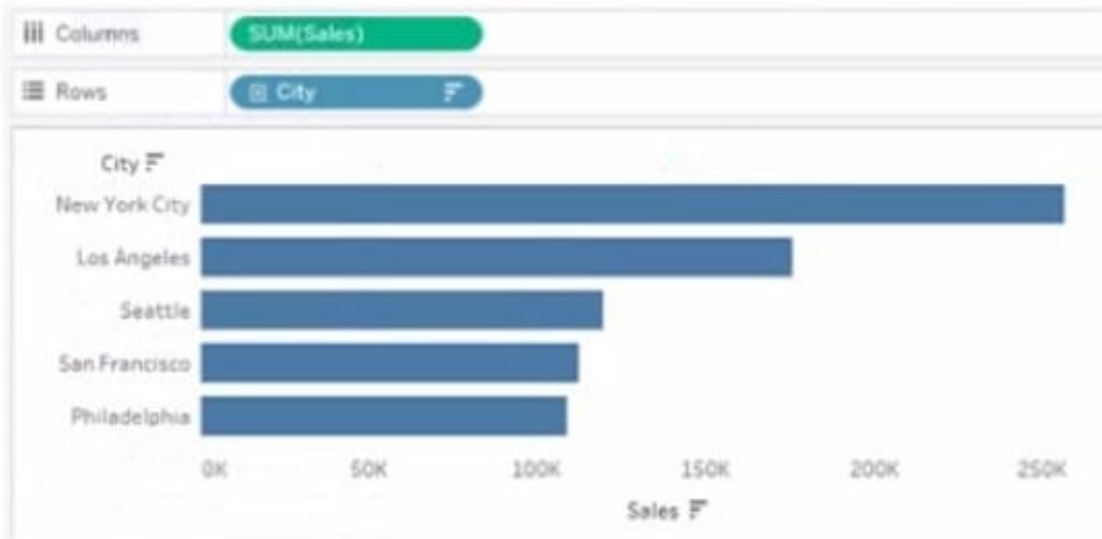 Columns SUM(Sales)
Rows City
City
New York City
Los Angeles
Seattle
San Francisco
Philadelphia
0K 50K 100K 150K 200K 250K
Sales